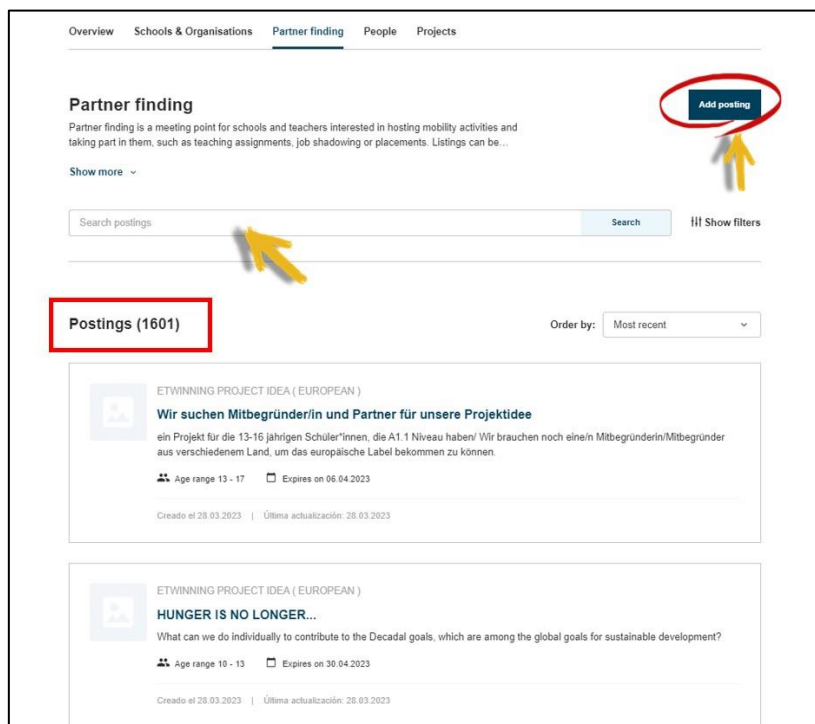 Overview Schools & Organisations Partner finding People Projects
Partner finding
Add posting
Partner finding is a meeting point for schools and teachers interested in hosting mobility activities and
taking part in them, such as teaching assignments, job shadowing or placements. Listings can be...
Show more
Search postings Search Show filters
Postings (1601)
Order by: Most recent
ETWINNING PROJECT IDEA ( EUROPEAN )
Wir suchen Mitbegründer/in und Partner für unsere Projektidee
ein Projekt für die 13-16 jährigen Schüler*innen, die A1.1 Niveau haben/ Wir brauchen noch eine/n Mitbegründerin/Mitbegründer
aus verschiedenem Land, um das europäische Label bekommen zu können.
Age range 13 - 17 Expires on 06.04.2023
Creado el 28.03.2023 | Última actualización: 28.03.2023
ETWINNING PROJECT IDEA ( EUROPEAN )
HUNGER IS NO LONGER...
What can we do individually to contribute to the Decadal goals, which are among the global goals for sustainable development?
Age range 10 - 13 Expires on 30.04.2023
Creado el 28.03.2023 | Última actualización: 28.03.2023